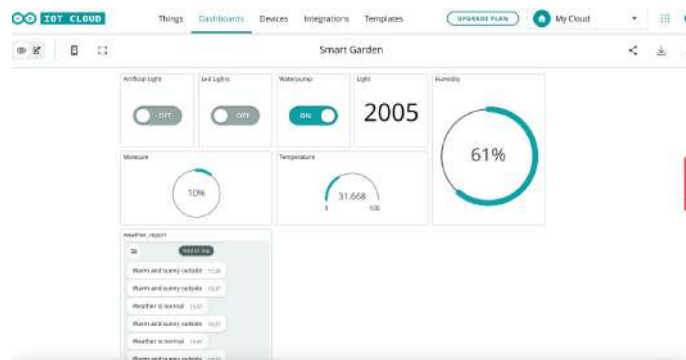 IOT CLOUD
Things Dashboards Devices Integrations Templates
UPGRADE PLAN
My Cloud
Smart Garden
Artificial Light
Led Lights
Waterpump
Light
Humidity
OFF
OFF
ON
2005
61%
Moisture
Temperature
10%
31.668
0
100
weather_report
Warm and sunny outside
Warm and sunny outside
Weather is normal
Warm and sunny outside
Weather is normal
Warm and sunny outside